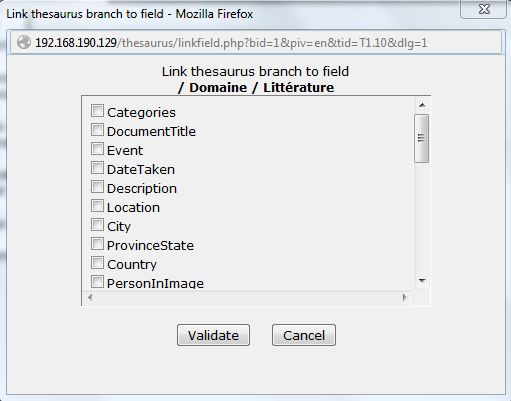 Link thesaurus branch to field - Mozilla Firefox
192.168.190.129/thesaurus/linkfield.php?bid=1&piv=en&tid=T1.10&dlg=1
Link thesaurus branch to field
/ Domaine / Littérature
Categories
DocumentTitle
Event
DateTaken
Description
Location
City
ProvinceState
Country
PersonInImage
Validate Cancel